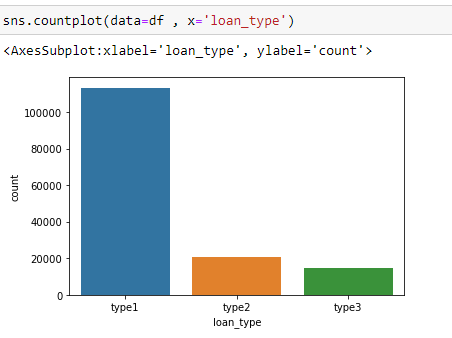 sns.countplot(data=df , x='loan_type')
<AxesSubplot:xlabel='loan_type', ylabel='count'>
100000
80000
60000
40000
20000
0
count
type1 type2 type3
loan_type